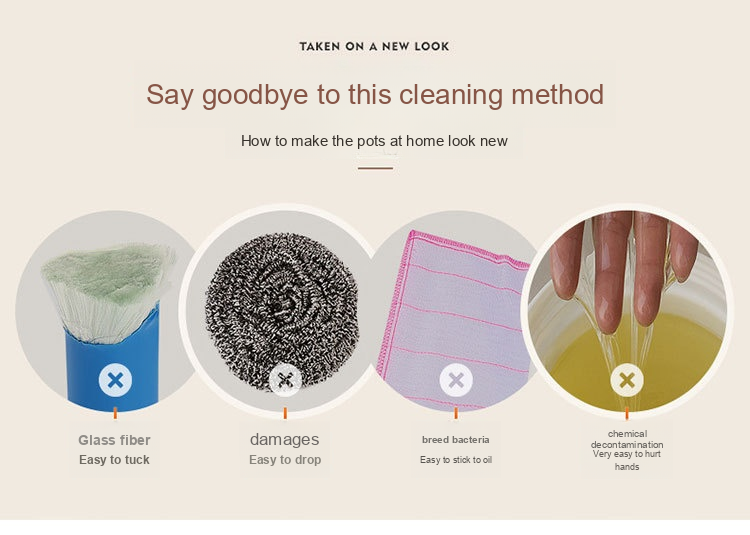 TAKEN ON A NEW LOOK
Say goodbye to this cleaning method
How to make the pots at home look new
Glass fiber
Easy to tuck
damages
Easy to drop
breed bacteria
Easy to stick to oil
chemical
decontamination
Very easy to hurt
hands